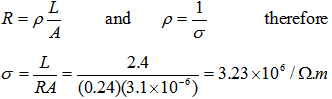 R = ρ L/A and ρ = 1/σ therefore
σ = L/RA = 2.4/(0.24)(3.1×10⁻⁶) = 3.23×10⁶ /Ω.m